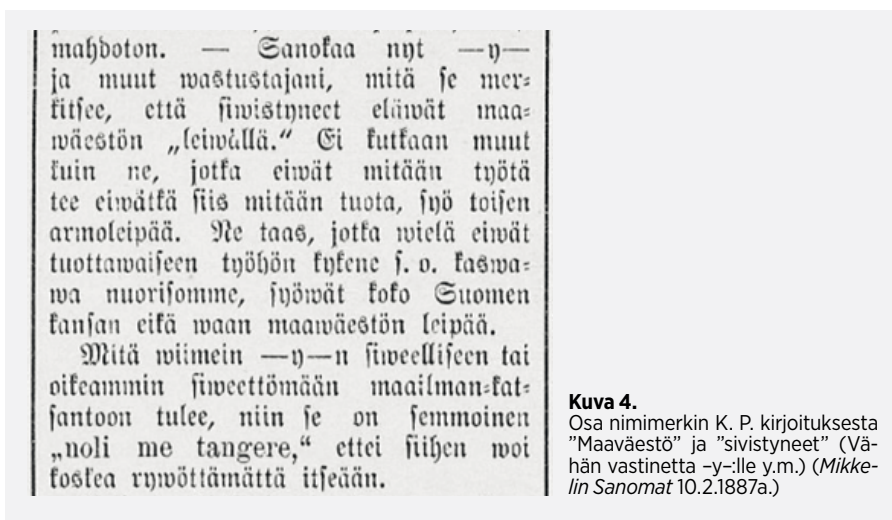 mahdoton. — Sanokaa nyt —y—
ja muut wastustajani, mitä se mer-
kitsee, että siwistyneet eläwät maa-
wäestön „leiwällä.“ Ei kutkaan muut
kuin ne, jotka eiwät mitään työtä
tee eiwätkä siis mitään tuota, syö toisen
armoleipää. Ne taas, jotka wielä eiwät
tuottawaiseen työhön kykene s. o. kaswa-
wa nuorisomme, syöwät koko Suomen
kansan eikä waan maawäestön leipää.
Mitä wiimein —y—n siweelliseen tai
oikeammin siweettömään maailman-kat-
santoon tulee, niin se on semmoinen
„noli me tangere,“ ettei siihen woi
koskea rywöttämättä itseään.
Kuva 4.
Osa nimimerkin K. P. kirjoituksesta
”Maaväestö” ja ”sivistyneet” (Vä-
hän vastinetta –y–:lle y.m.) (Mikke-
lin Sanomat 10.2.1887a.)